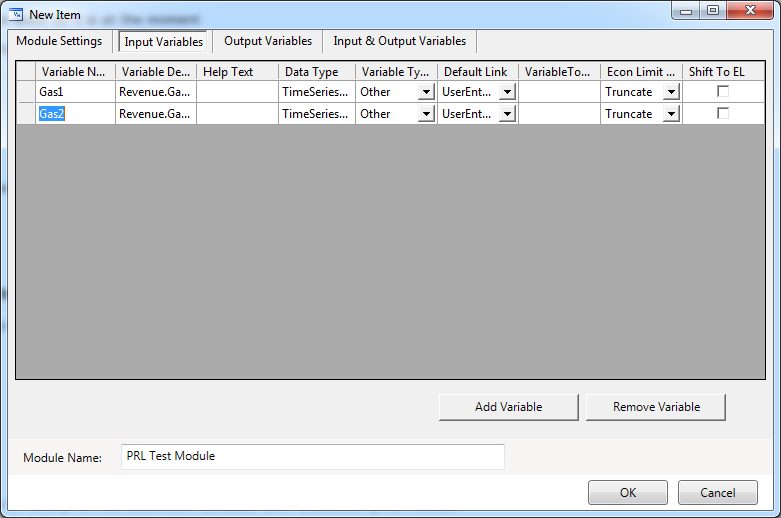 New Item
Module Settings Input Variables Output Variables Input & Output Variables
Variable N... Variable De... Help Text Data Type Variable Ty... Default Link VariableTo... Econ Limit ... Shift To EL
Gas1 Revenue.Ga... TimeSeries... Other UserEnt... Truncate
Gas2 Revenue.Ga... TimeSeries... Other UserEnt... Truncate
Add Variable Remove Variable
Module Name: PRL Test Module
OK Cancel